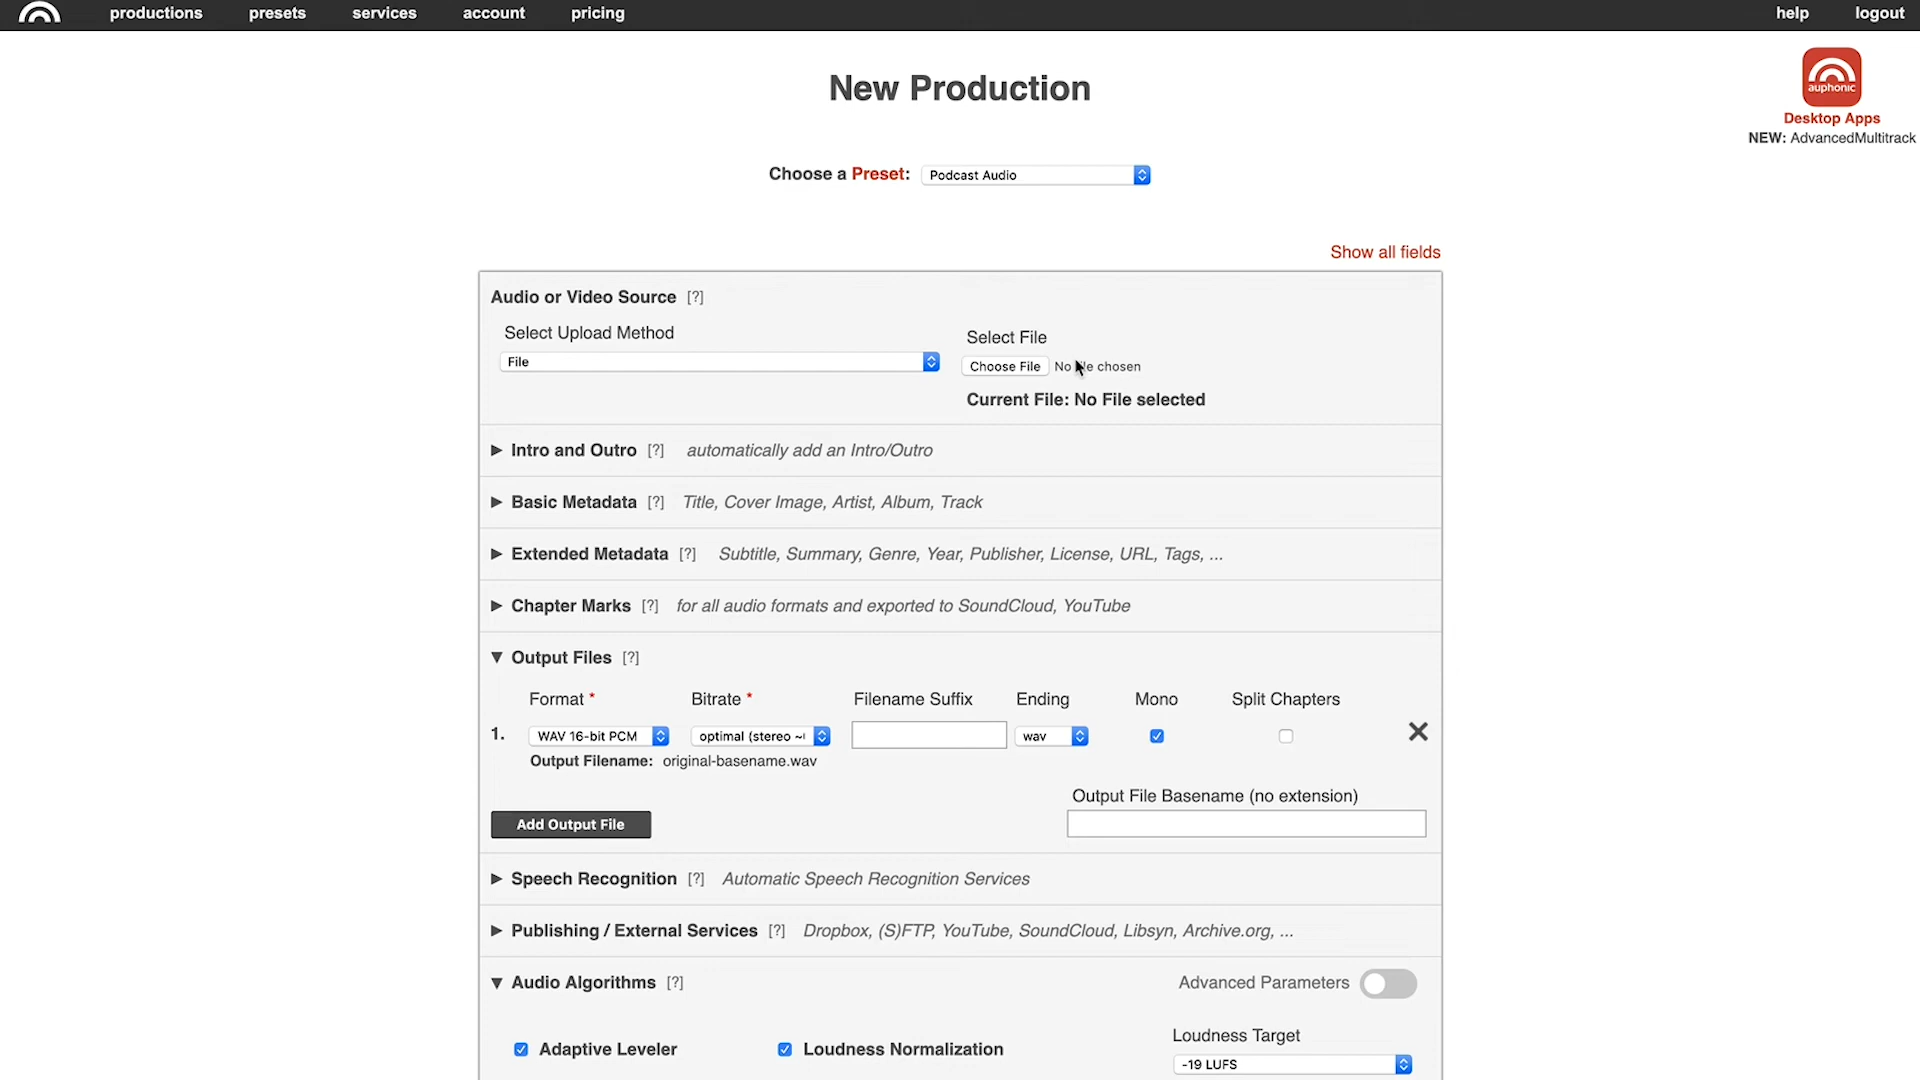 productions presets services account pricing help logout
New Production
auphonic
Desktop Apps
NEW: AdvancedMultitrack
Choose a Preset: Podcast Audio
Show all fields
Audio or Video Source [?]
Select Upload Method
Select File
File
Choose File No file chosen
Current File: No File selected
Intro and Outro [?] automatically add an Intro/Outro
Basic Metadata [?] Title, Cover Image, Artist, Album, Track
Extended Metadata [?] Subtitle, Summary, Genre, Year, Publisher, License, URL, Tags, ...
Chapter Marks [?] for all audio formats and exported to SoundCloud, YouTube
Output Files [?]
Format * Bitrate * Filename Suffix Ending Mono Split Chapters
1. WAV 16-bit PCM optimal (stereo ~ wav
Output Filename: original-basename.wav
Output File Basename (no extension)
Add Output File
Speech Recognition [?] Automatic Speech Recognition Services
Publishing / External Services [?] Dropbox, (S)FTP, YouTube, SoundCloud, Libsyn, Archive.org, ...
Audio Algorithms [?] Advanced Parameters
Loudness Target
Adaptive Leveler Loudness Normalization
-19 LUFS